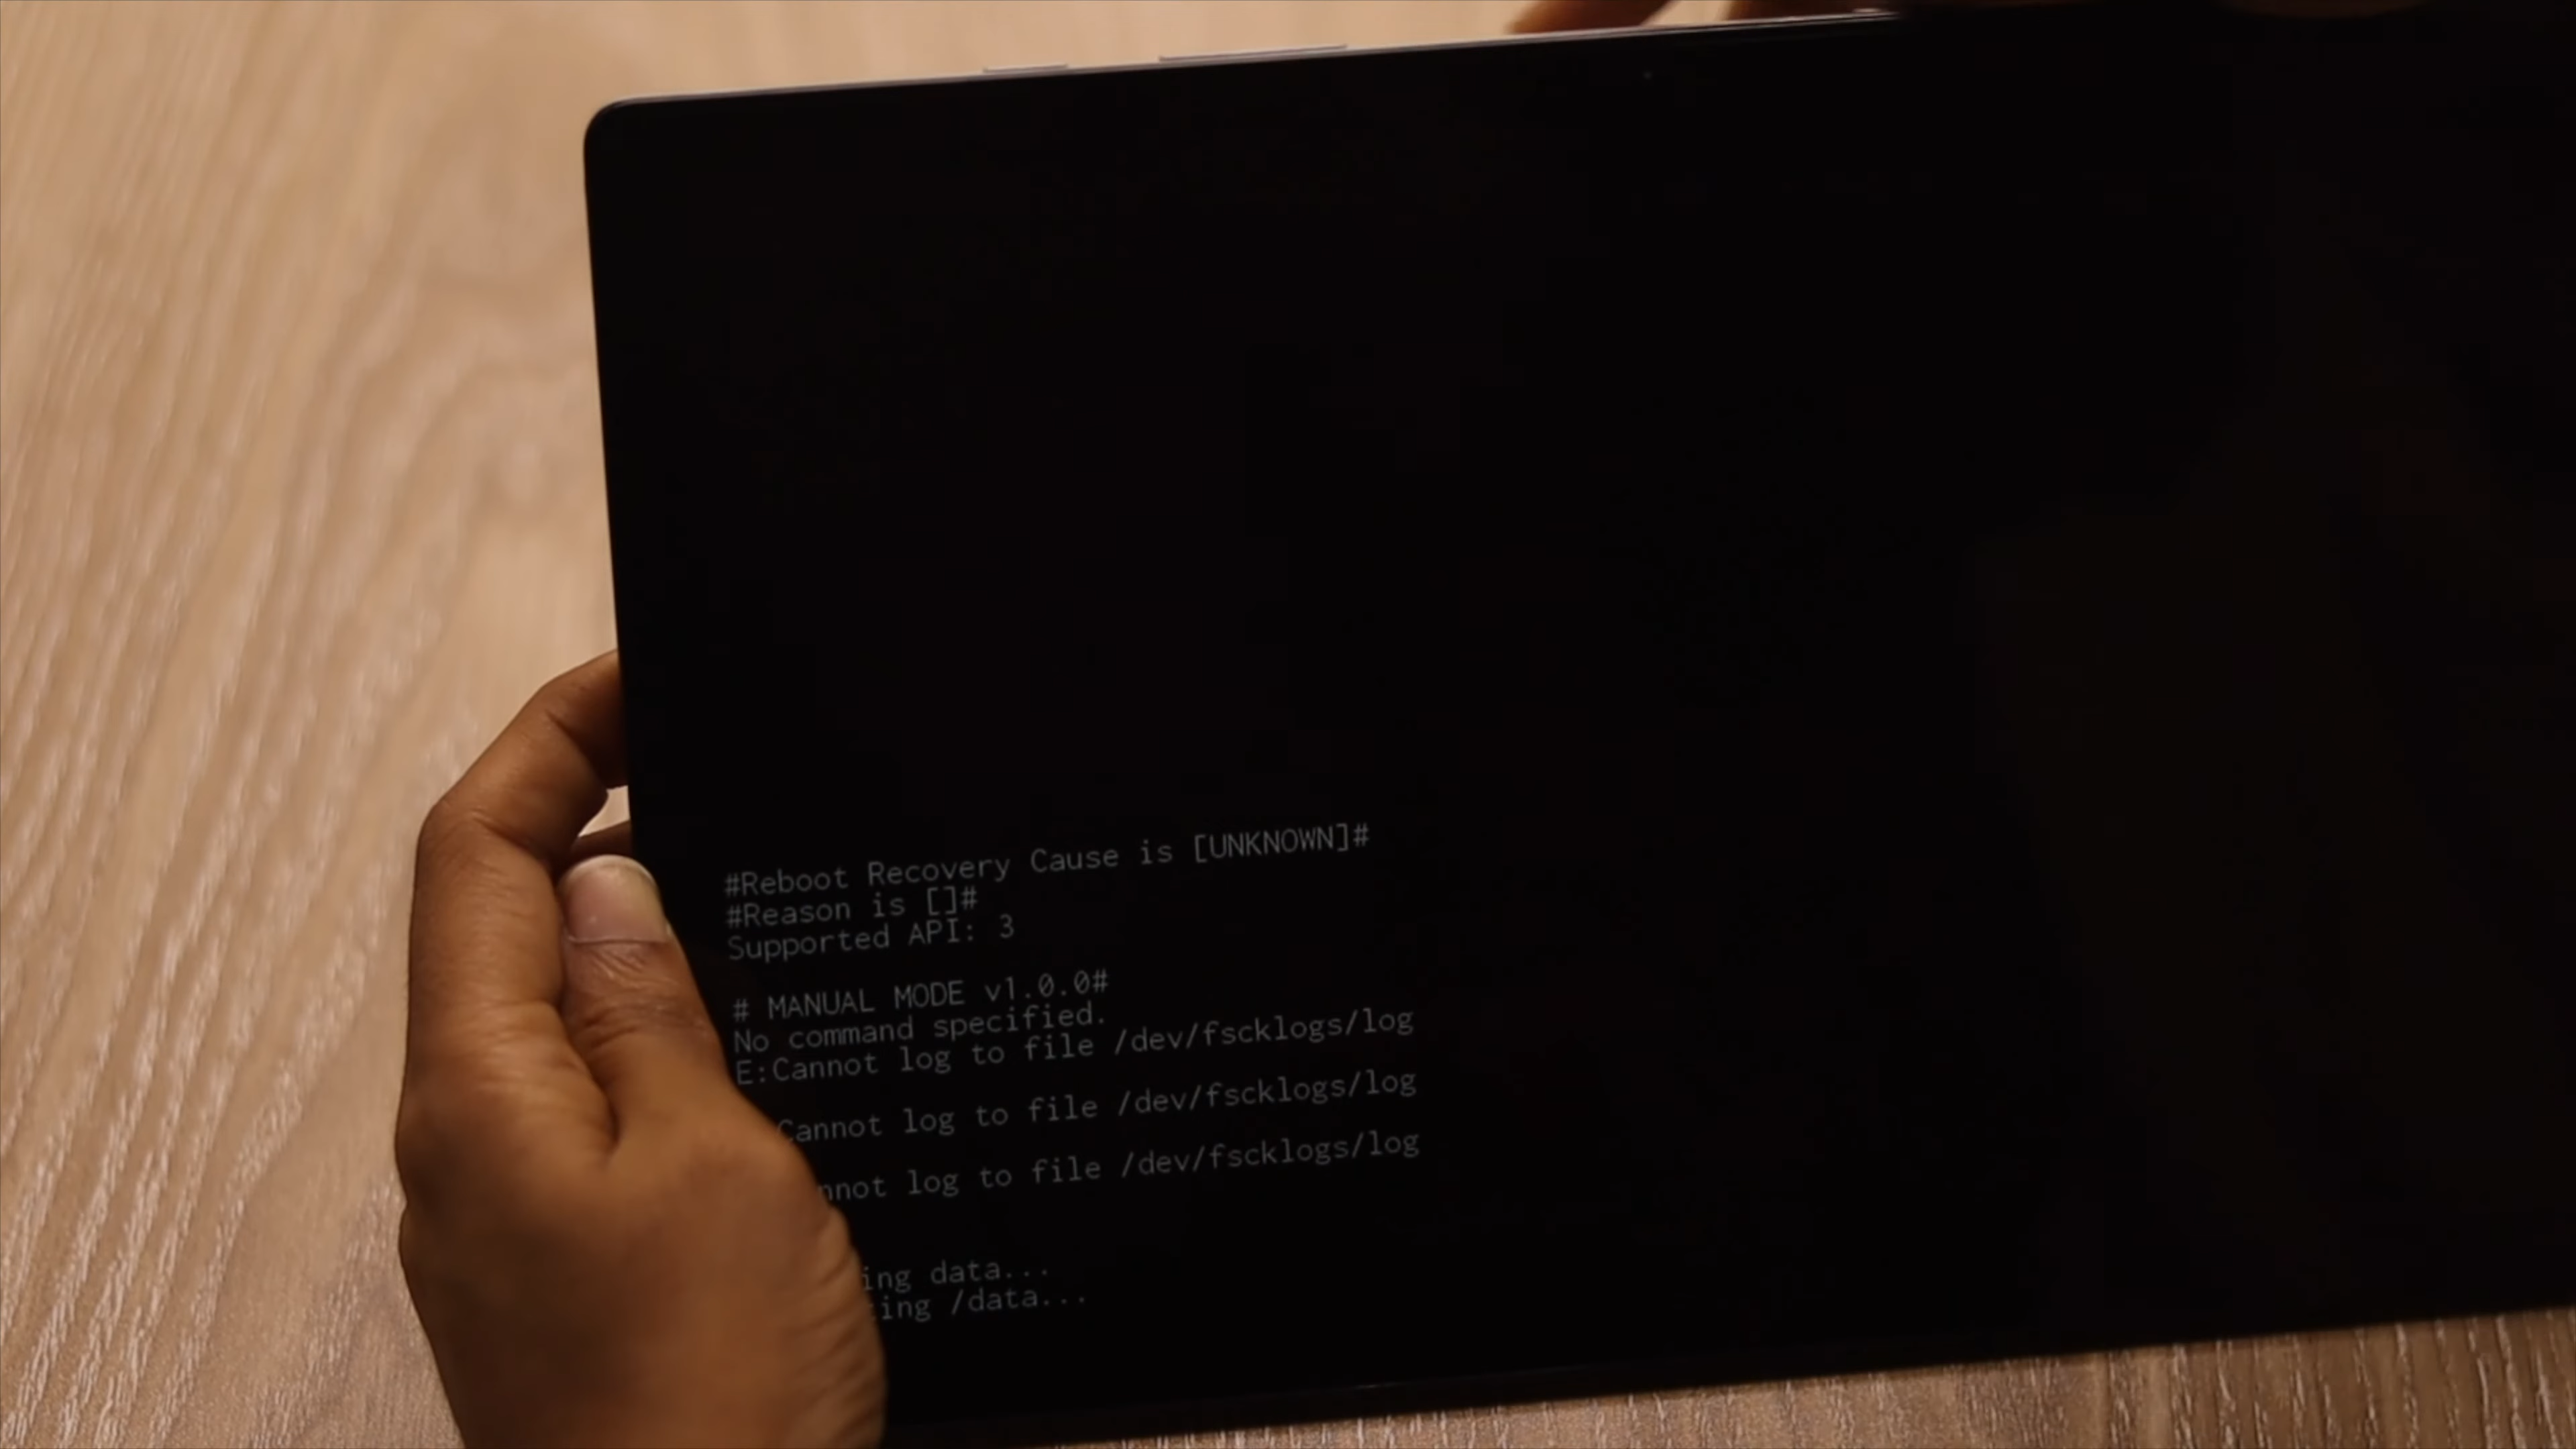 #Reboot Recovery Cause is [UNKNOWN]#
#Reason is []#
Supported API: 3
# MANUAL MODE v1.0.0#
No command specified.
E:Cannot log to file /dev/fscklogs/log
Cannot log to file /dev/fscklogs/log
log to file /dev/fscklogs/log
data...
/data...